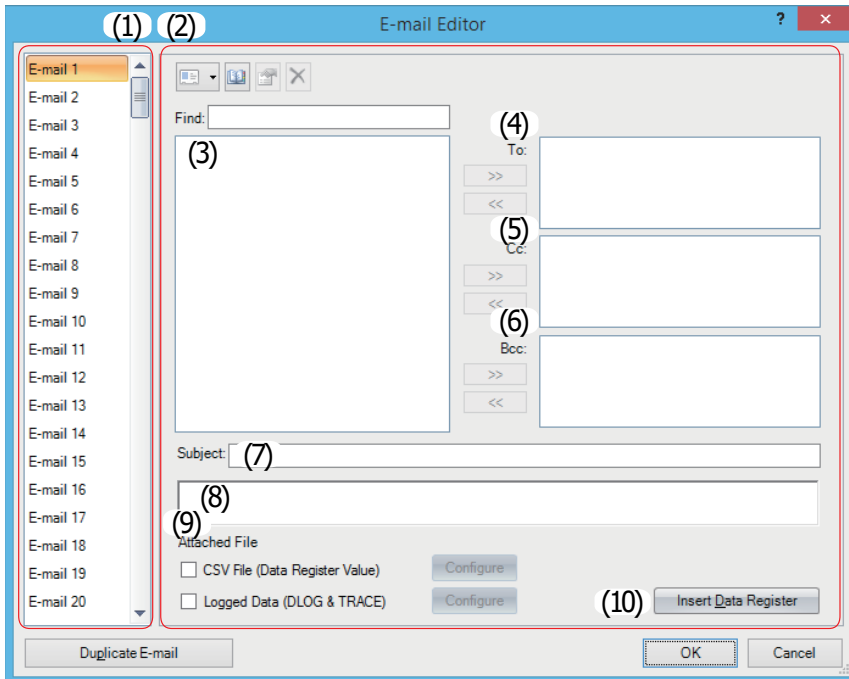 E-mail Editor
?
×
(1)
(2)
E-mail 1
E-mail 2
E-mail 3
E-mail 4
E-mail 5
E-mail 6
E-mail 7
E-mail 8
E-mail 9
E-mail 10
E-mail 11
E-mail 12
E-mail 13
E-mail 14
E-mail 15
E-mail 16
E-mail 17
E-mail 18
E-mail 19
E-mail 20
Find:
(3)
(4)
To:
>>
<<
(5)
Cc:
>>
<<
(6)
Bcc:
>>
<<
Subject:
(7)
(8)
(9)
Attached File
CSV File (Data Register Value)
Configure
Logged Data (DLOG & TRACE)
Configure
(10)
Insert Data Register
Duplicate E-mail
OK
Cancel